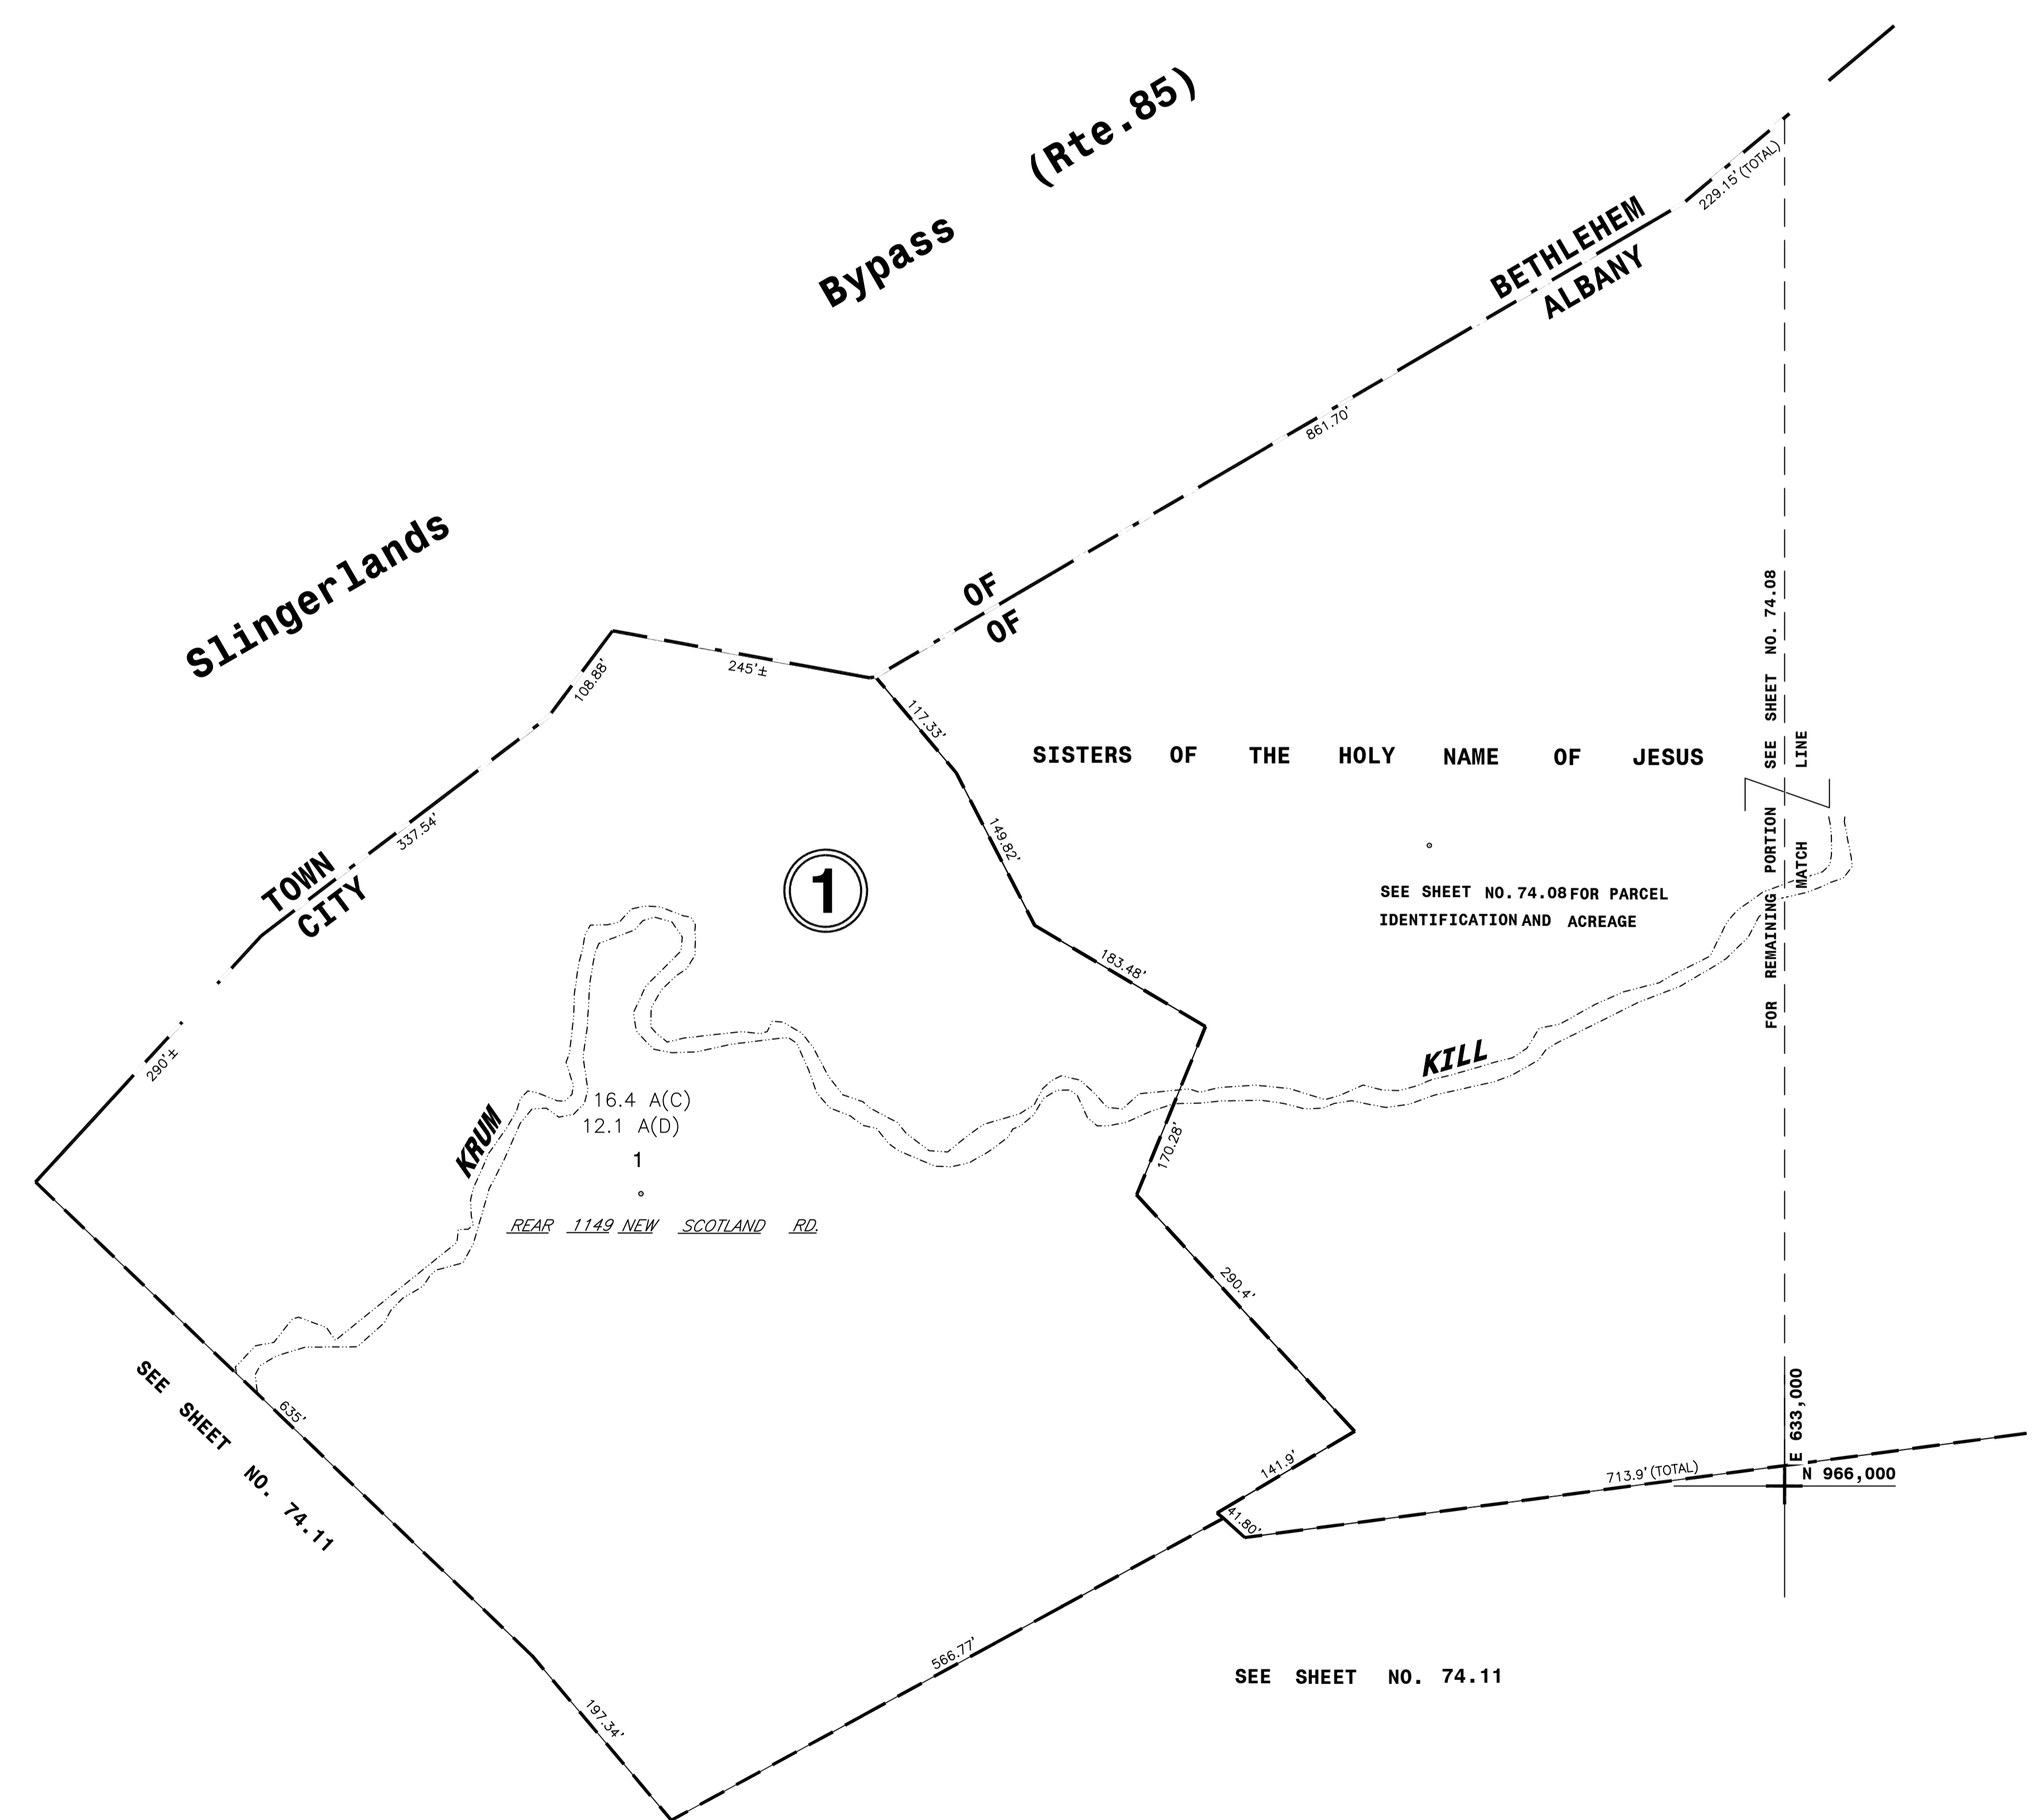 Slingerlands Bypass (Rte.85)
TOWN OF BETHLEHEM
CITY OF ALBANY
229.15'(TOTAL)
861.70'
245'±
108.88'
337.54'
290'±
117.33'
149.82'
183.48'
170.28'
290.4'
141.9'
41.80'
713.9'(TOTAL)
566.77'
197.34'
635'
1
SISTERS OF THE HOLY NAME OF JESUS
SEE SHEET NO. 74.08 FOR PARCEL
IDENTIFICATION AND ACREAGE
FOR REMAINING PORTION SEE SHEET NO. 74.08
MATCH LINE
KRUM KILL
16.4 A(C)
12.1 A(D)
1
REAR 1149 NEW SCOTLAND RD.
SEE SHEET NO. 74.11
E 633,000
N 966,000
SEE SHEET NO. 74.11